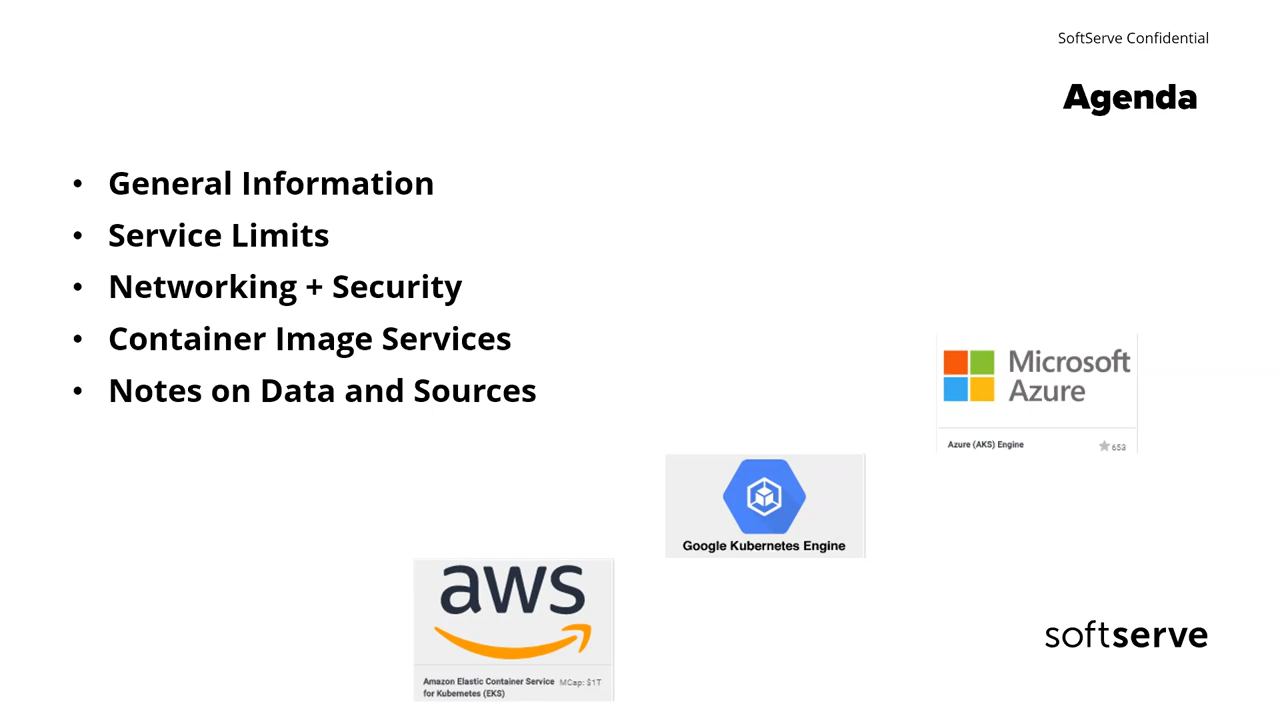 SoftServe Confidential
Agenda
• General Information
• Service Limits
• Networking + Security
• Container Image Services
• Notes on Data and Sources
Microsoft
Azure
Azure (AKS) Engine ★ 653
Google Kubernetes Engine
aws
Amazon Elastic Container Service MCap: $1T
for Kubernetes (EKS)
softserve